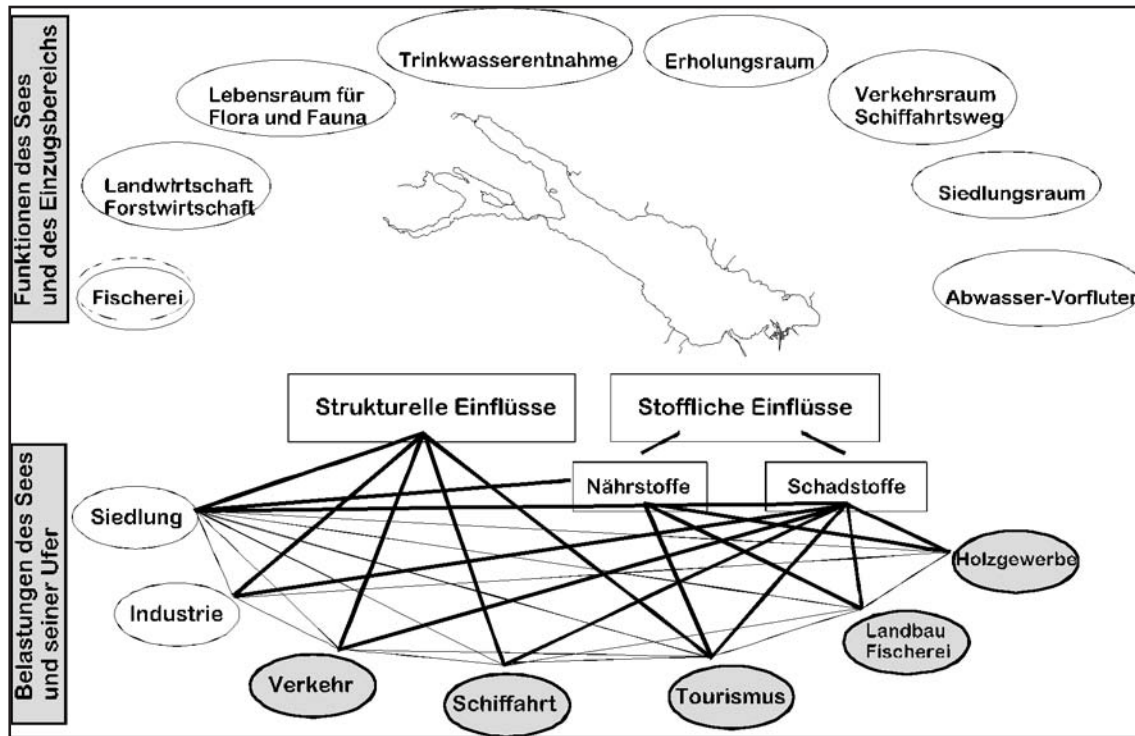 Funktionen des Sees
und des Einzugsbereichs
Trinkwasserentnahme
Erholungsraum
Lebensraum für
Flora und Fauna
Verkehrsraum
Schiffahrtsweg
Landwirtschaft
Forstwirtschaft
Siedlungsraum
Fischerei
Abwasser-Vorfluter
Belastungen des Sees
und seiner Ufer
Strukturelle Einflüsse
Stoffliche Einflüsse
Nährstoffe
Schadstoffe
Siedlung
Holzgewerbe
Industrie
Landbau
Fischerei
Verkehr
Schiffahrt
Tourismus